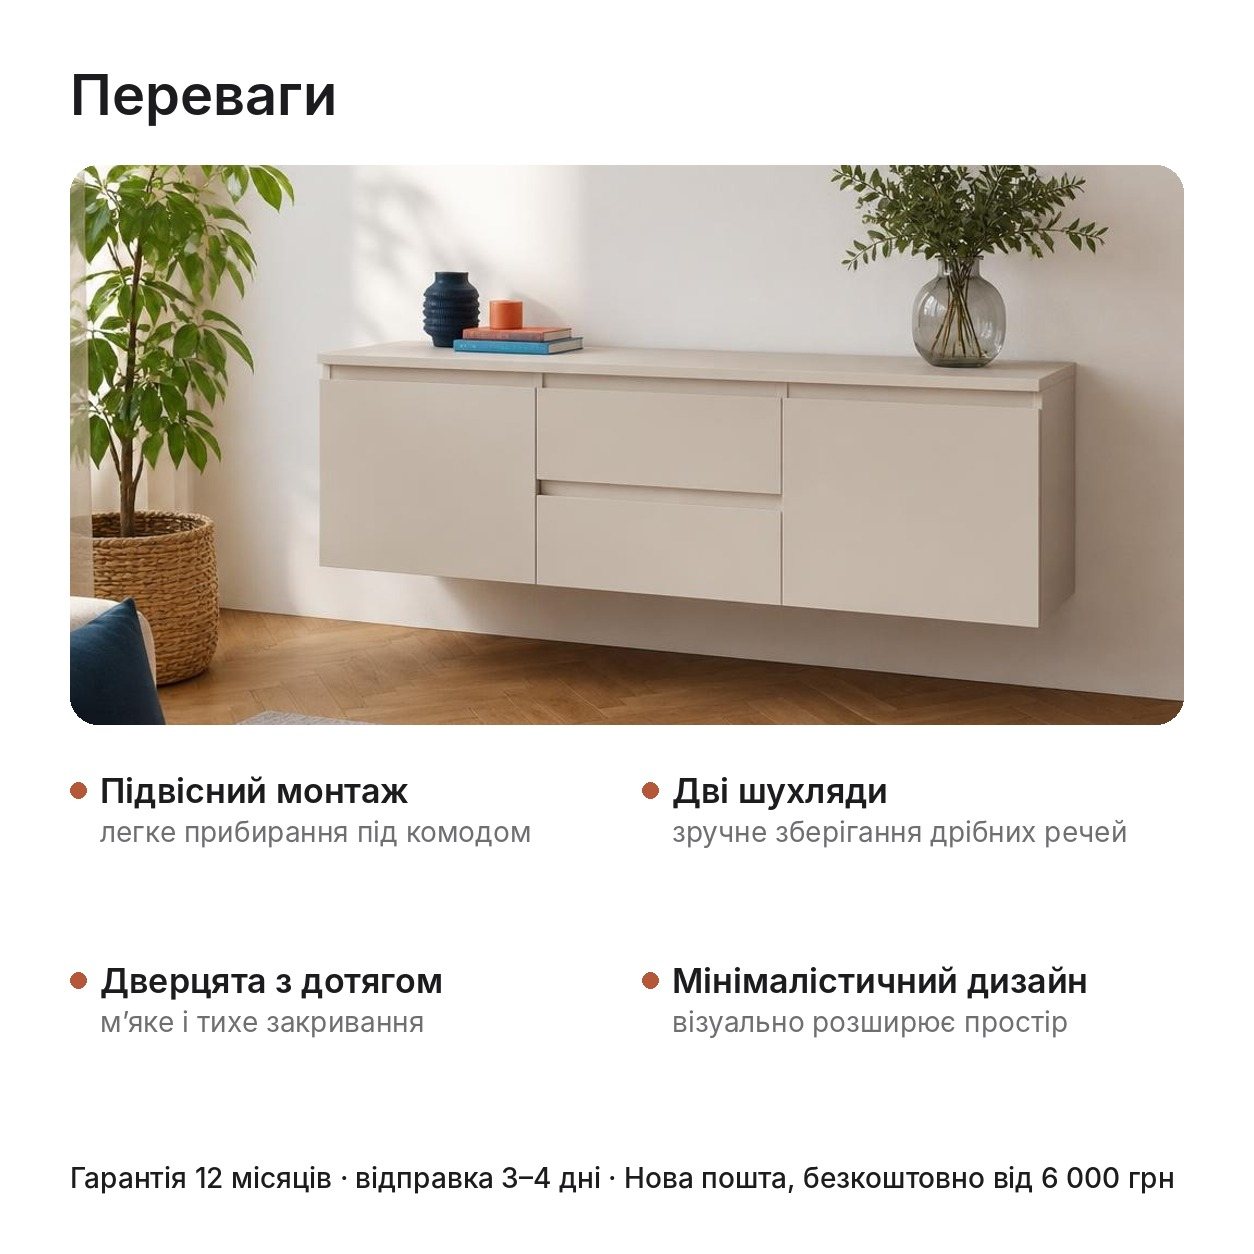 Переваги
Підвісний монтаж
легке прибирання під комодом
Дві шухляди
зручне зберігання дрібних речей
Дверцята з дотягом
м’яке і тихе закривання
Мінімалістичний дизайн
візуально розширює простір
Гарантія 12 місяців · відправка 3–4 дні · Нова пошта, безкоштовно від 6 000 грн